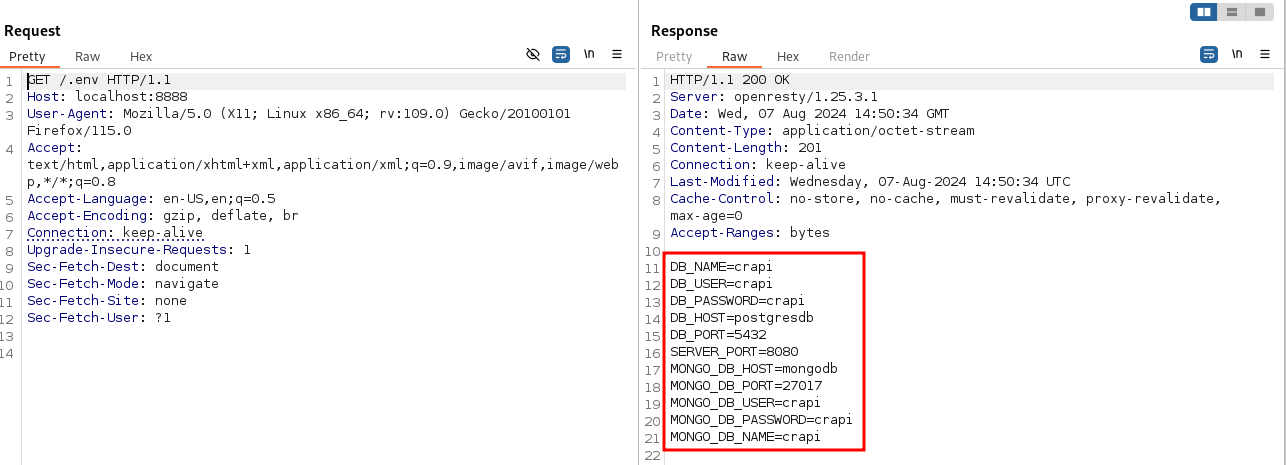 Request
Pretty Raw Hex
\n
1 GET /.env HTTP/1.1
2 Host: localhost:8888
3 User-Agent: Mozilla/5.0 (X11; Linux x86_64; rv:109.0) Gecko/20100101
Firefox/115.0
4 Accept:
text/html,application/xhtml+xml,application/xml;q=0.9,image/avif,image/web
p,*/*;q=0.8
5 Accept-Language: en-US,en;q=0.5
6 Accept-Encoding: gzip, deflate, br
7 Connection: keep-alive
8 Upgrade-Insecure-Requests: 1
9 Sec-Fetch-Dest: document
10 Sec-Fetch-Mode: navigate
11 Sec-Fetch-Site: none
12 Sec-Fetch-User: ?1
13
14
Response
Pretty Raw Hex Render
\n
1 HTTP/1.1 200 OK
2 Server: openresty/1.25.3.1
3 Date: Wed, 07 Aug 2024 14:50:34 GMT
4 Content-Type: application/octet-stream
5 Content-Length: 201
6 Connection: keep-alive
7 Last-Modified: Wednesday, 07-Aug-2024 14:50:34 UTC
8 Cache-Control: no-store, no-cache, must-revalidate, proxy-revalidate,
max-age=0
9 Accept-Ranges: bytes
10
11 DB_NAME=crapi
12 DB_USER=crapi
13 DB_PASSWORD=crapi
14 DB_HOST=postgresdb
15 DB_PORT=5432
16 SERVER_PORT=8080
17 MONGO_DB_HOST=mongodb
18 MONGO_DB_PORT=27017
19 MONGO_DB_USER=crapi
20 MONGO_DB_PASSWORD=crapi
21 MONGO_DB_NAME=crapi
22